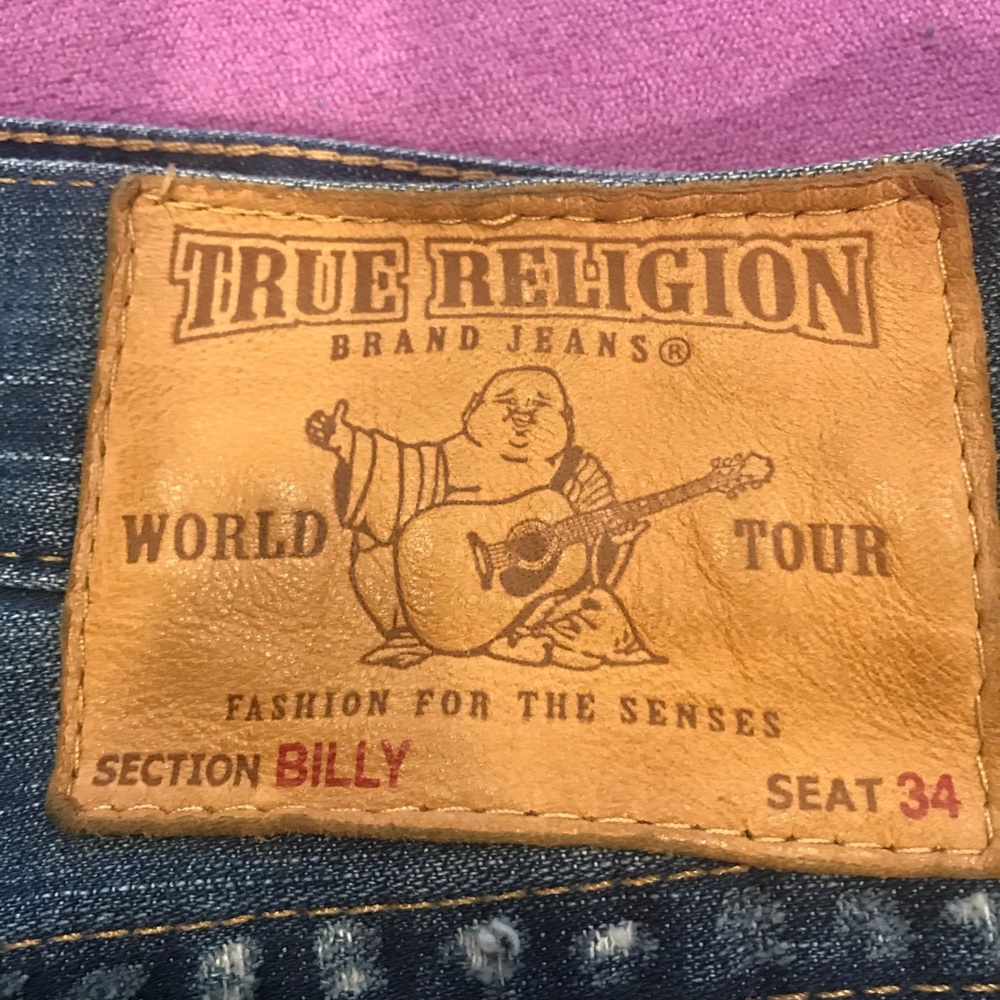 TRUE RELIGION
BRAND JEANS®
WORLD TOUR
FASHION FOR THE SENSES
SECTION BILLY SEAT 34